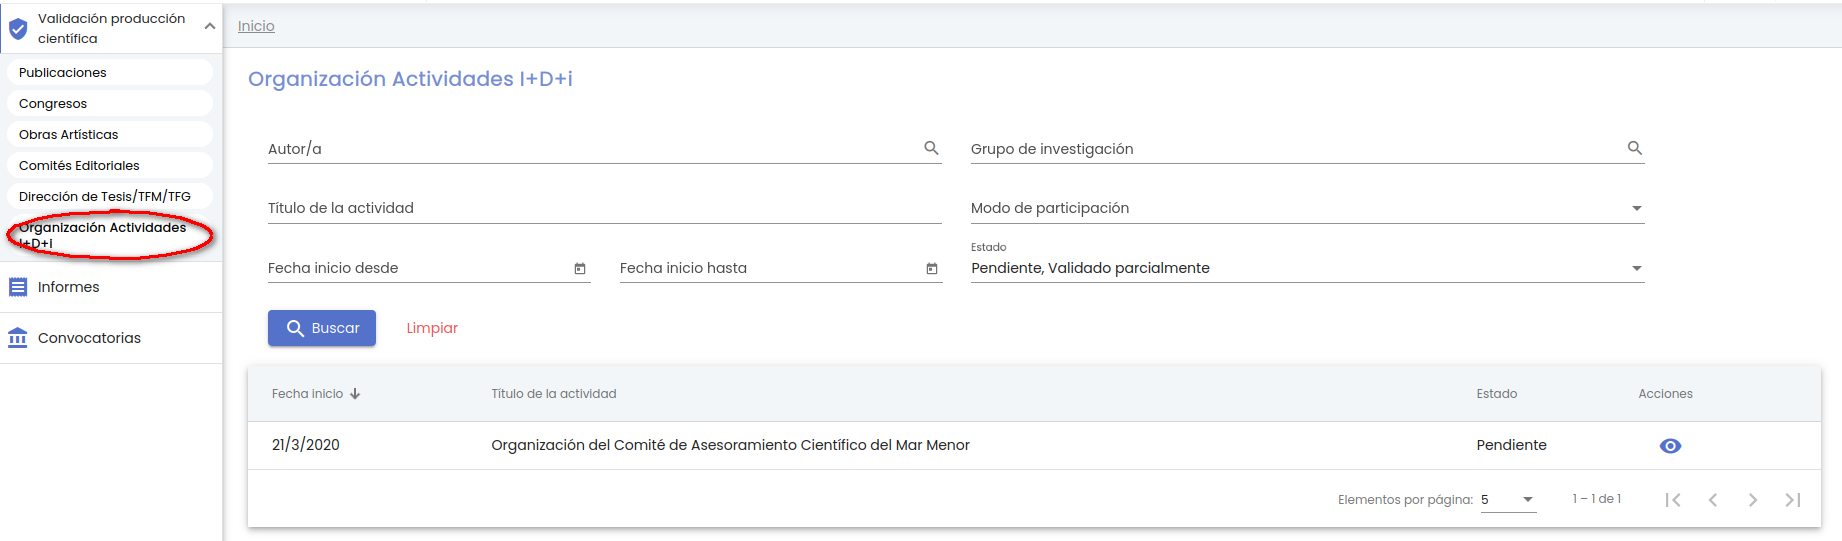 Validación producción
científica
Publicaciones
Congresos
Obras Artísticas
Comités Editoriales
Dirección de Tesis/TFM/TFG
Organización Actividades
I+D+i
Informes
Convocatorias
Inicio
Organización Actividades I+D+i
Autor/a
Grupo de investigación
Título de la actividad
Modo de participación
Fecha inicio desde
Fecha inicio hasta
Estado
Pendiente, Validado parcialmente
Buscar
Limpiar
Fecha inicio Título de la actividad Estado Acciones
21/3/2020 Organización del Comité de Asesoramiento Científico del Mar Menor Pendiente
Elementos por página: 5 1 – 1 de 1